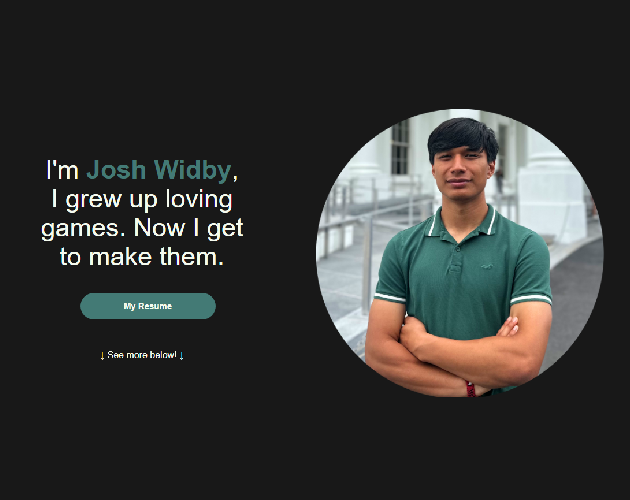 I'm Josh Widby,
I grew up loving
games. Now I get
to make them.
My Resume
↓ See more below! ↓